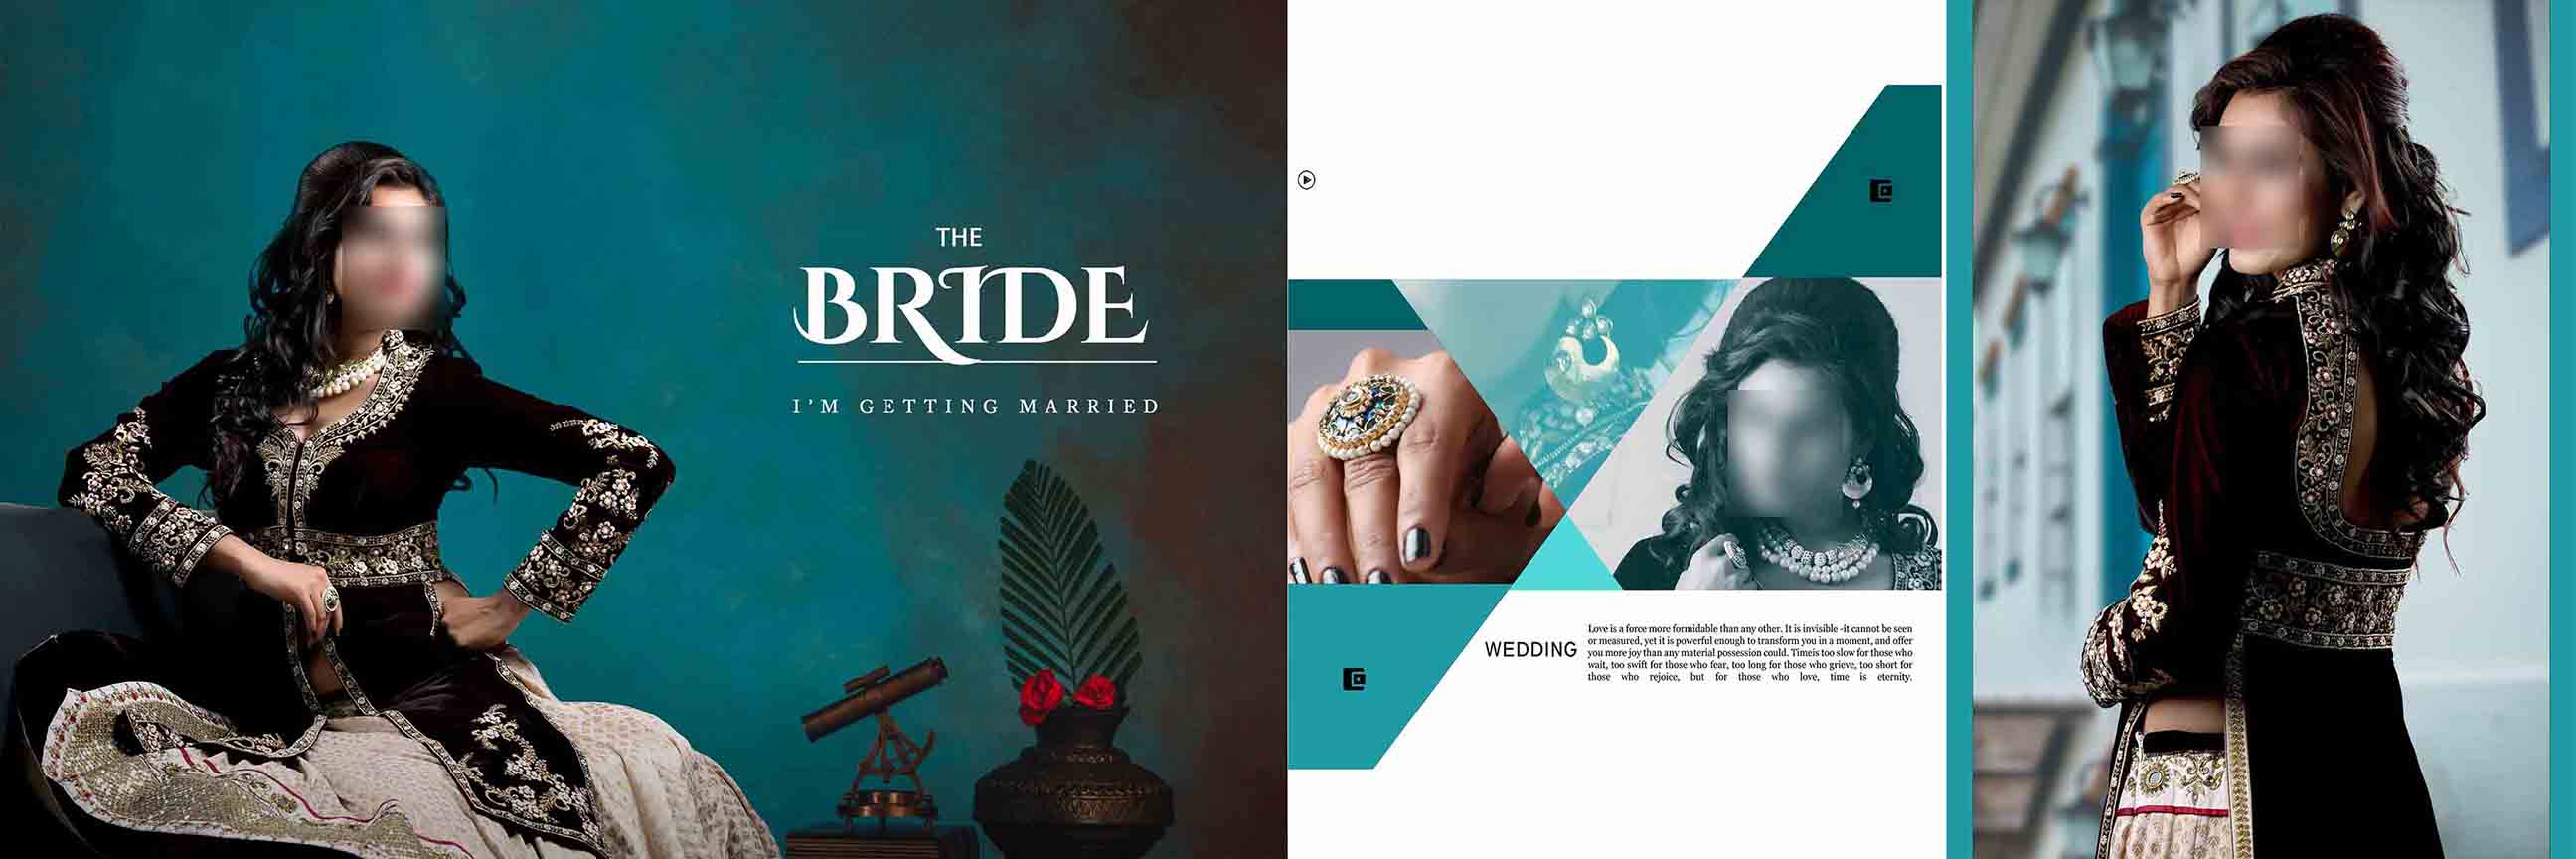 THE
BRIDE
I'M GETTING MARRIED
WEDDING
Love is a force more formidable than any other. It is invisible -it cannot be seen
or measured, yet it is powerful enough to transform you in a moment, and offer
you more joy than any material possession could. Timeis too slow for those who
wait, too swift for those who fear, too long for those who grieve, too short for
those who rejoice, but for those who love, time is eternity.